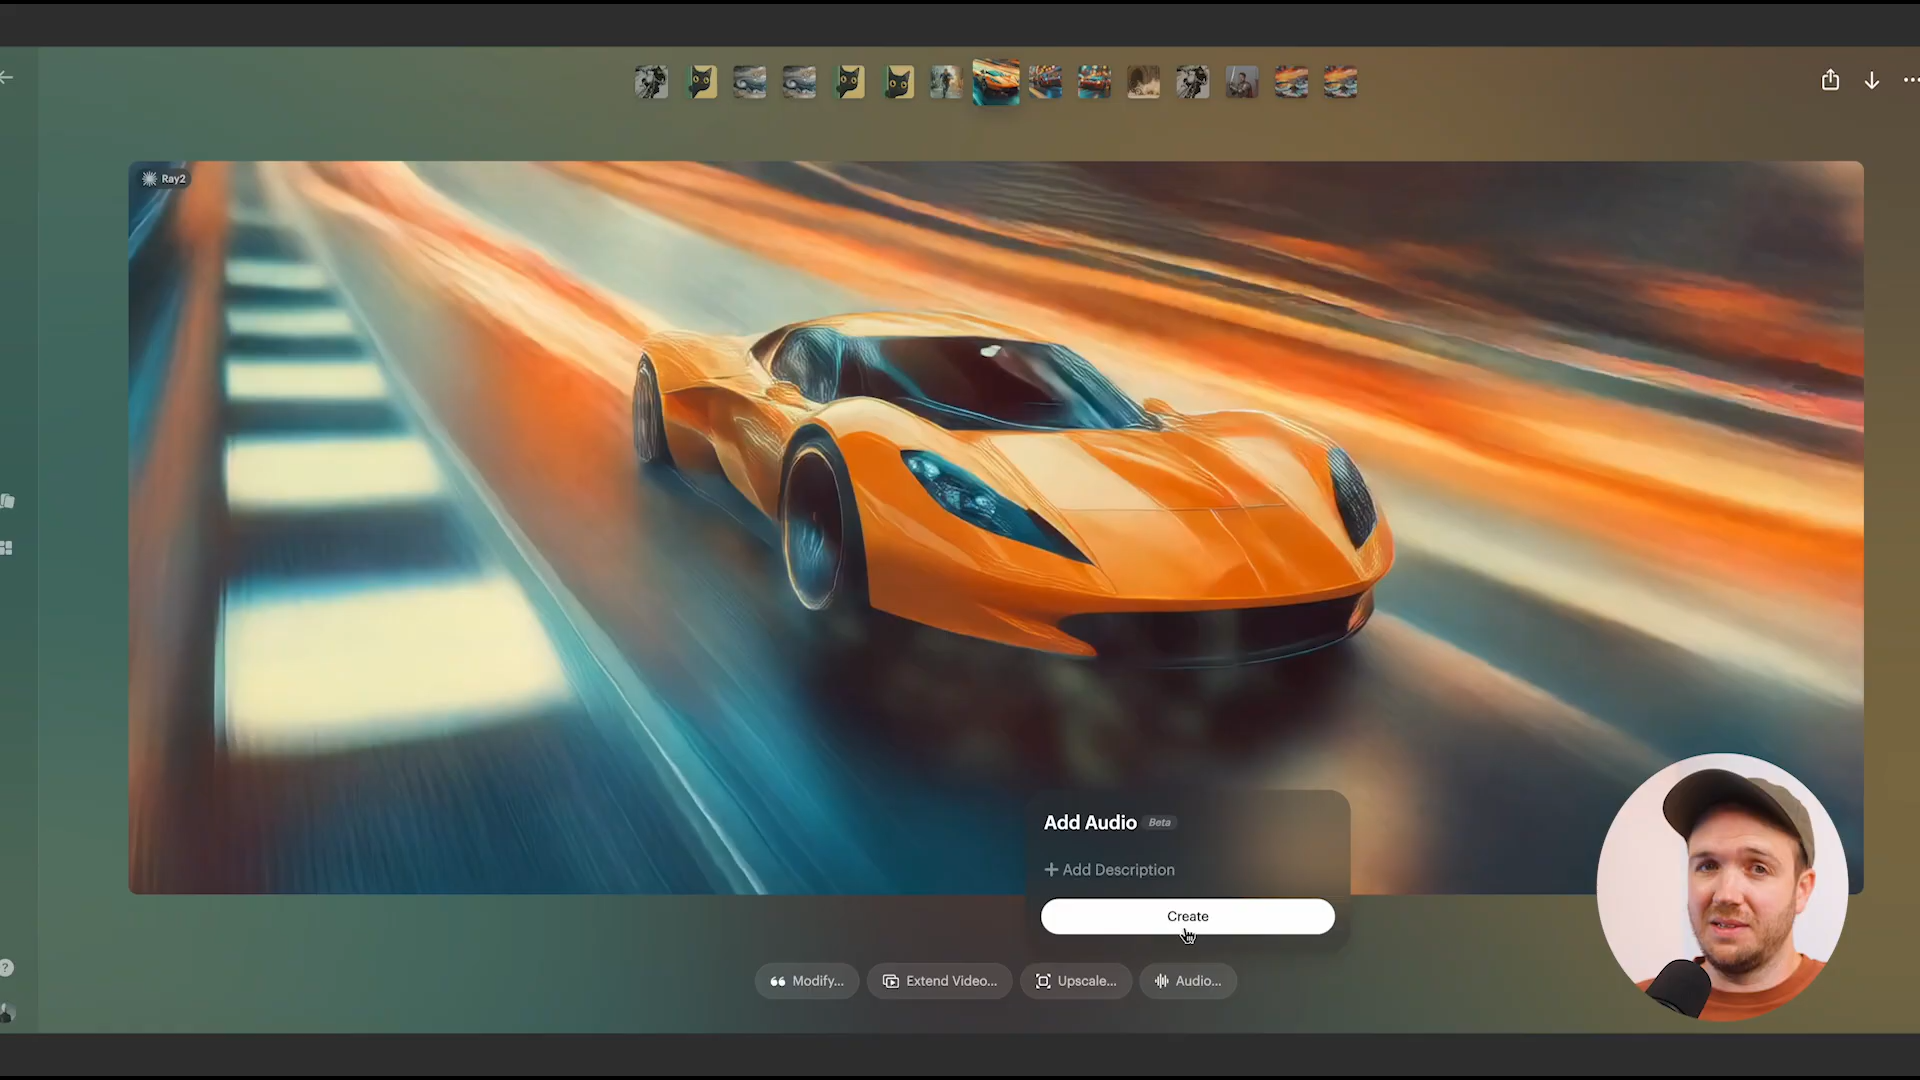 Ray2
Add Audio Beta
+ Add Description
Create
Modify...
Extend Video...
Upscale...
Audio...
?